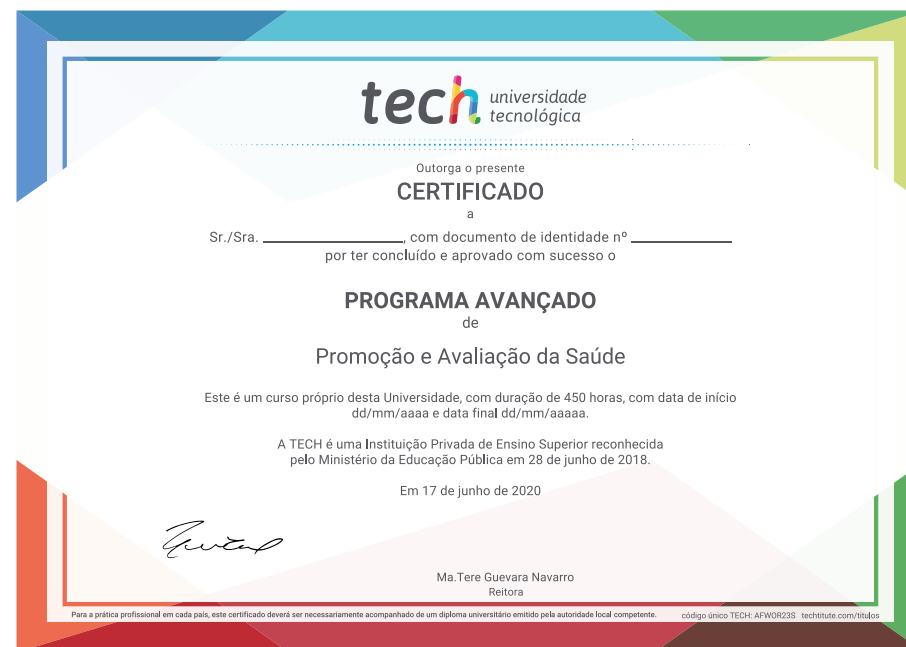 tech universidade
tecnológica
Outorga o presente
CERTIFICADO
a
Sr./Sra. ____________, com documento de identidade nº _________
por ter concluído e aprovado com sucesso o
PROGRAMA AVANÇADO
de
Promoção e Avaliação da Saúde
Este é um curso próprio desta Universidade, com duração de 450 horas, com data de início
dd/mm/aaaa e data final dd/mm/aaaaa.
A TECH é uma Instituição Privada de Ensino Superior reconhecida
pelo Ministério da Educação Pública em 28 de junho de 2018.
Em 17 de junho de 2020
Ma.Tere Guevara Navarro
Reitora
Para a prática profissional em cada país, este certificado deverá ser necessariamente acompanhado de um diploma universitário emitido pela autoridade local competente. código único TECH: AFWOR23S techtitute.com/titulos